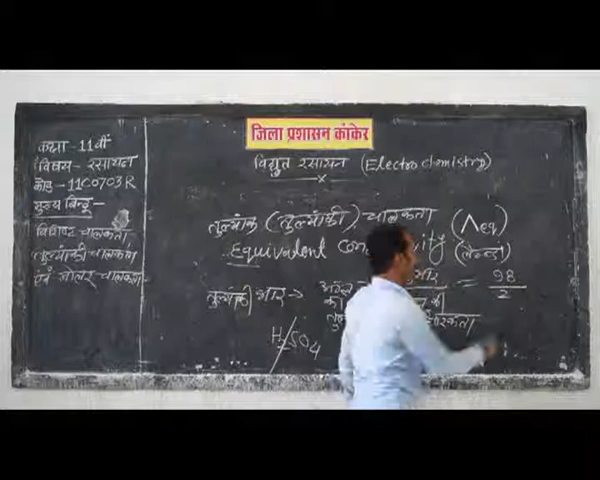 जिला प्रशासन कांकेर
विद्युत रसायन (Electrochemistry)
x
कक्षा - 11वीं
विषय - रसायन
कोड - 11C0703R
मुख्य बिन्दु -
विशिष्ट चालकता
तुल्यांकी चालकता
एवं मोलर चालकता
तुल्यांक (तुल्यांकी) चालकता (Λeq)
Equivalent (लेम्डा)
तुल्यांकी भार → = 98
2
H2SO4